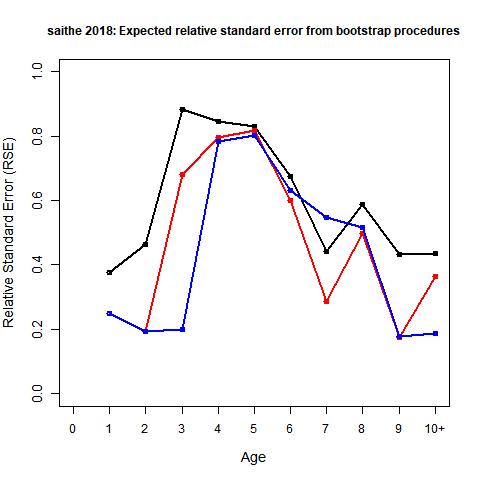 saithe 2018: Expected relative standard error from bootstrap procedures
Relative Standard Error (RSE)
1.0
0.8
0.6
0.4
0.2
0.0
0 1 2 3 4 5 6 7 8 9 10+
Age